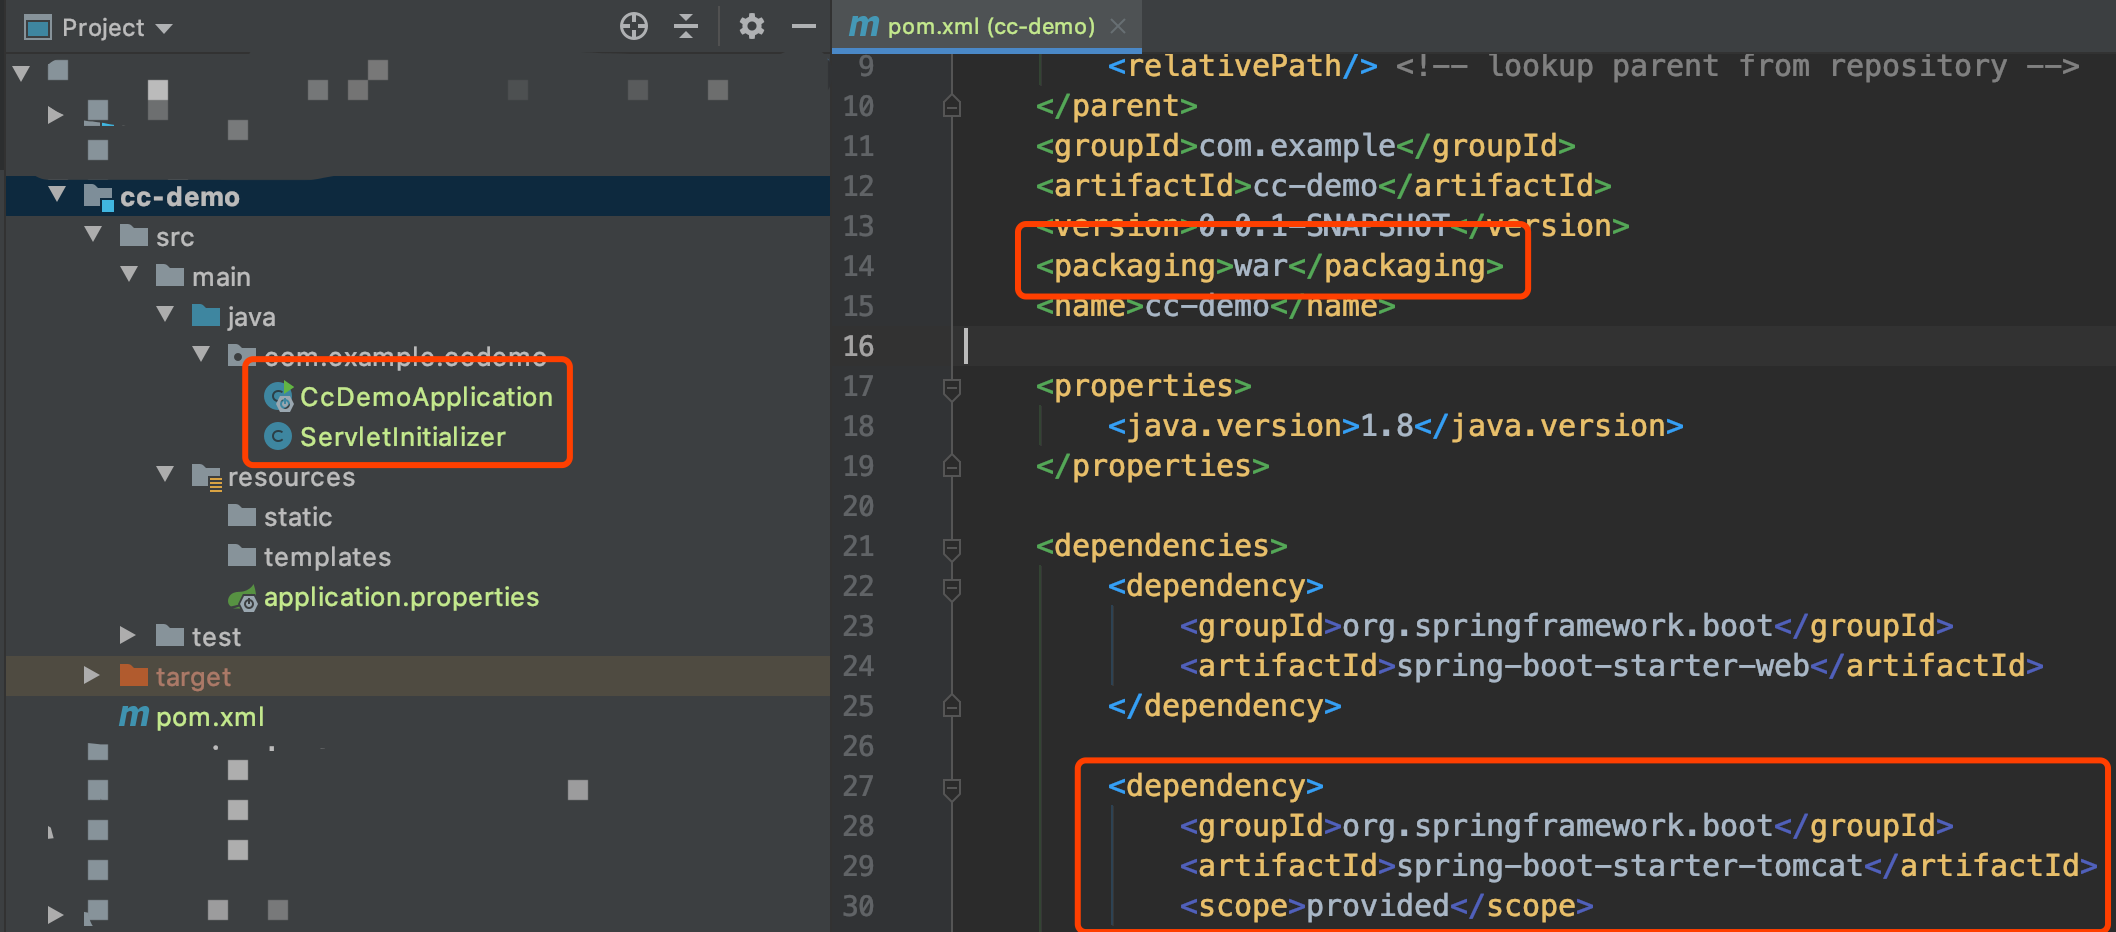 Project
cc-demo
src
main
java
com.example.ccdemo
CcDemoApplication
ServletInitializer
resources
static
templates
application.properties
test
target
pom.xml
pom.xml (cc-demo)
9 <relativePath/> <!-- lookup parent from repository -->
10 </parent>
11 <groupId>com.example</groupId>
12 <artifactId>cc-demo</artifactId>
13 <version>0.0.1-SNAPSHOT</version>
14 <packaging>war</packaging>
15 <name>cc-demo</name>
16
17 <properties>
18 <java.version>1.8</java.version>
19 </properties>
20
21 <dependencies>
22 <dependency>
23 <groupId>org.springframework.boot</groupId>
24 <artifactId>spring-boot-starter-web</artifactId>
25 </dependency>
26
27 <dependency>
28 <groupId>org.springframework.boot</groupId>
29 <artifactId>spring-boot-starter-tomcat</artifactId>
30 <scope>provided</scope>